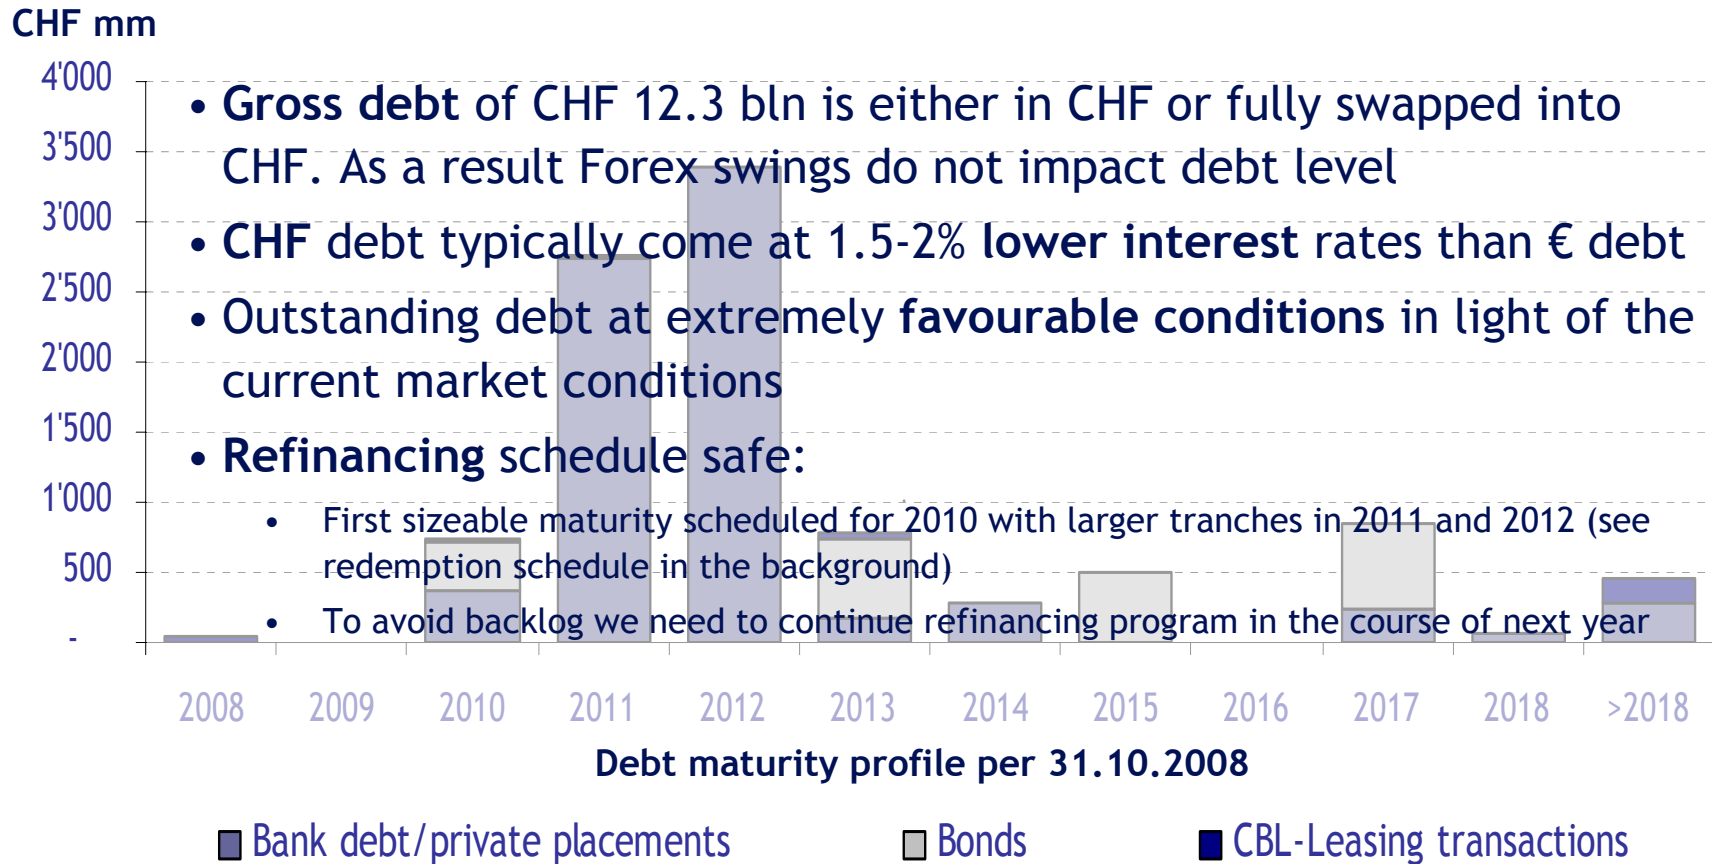 CHF mm
4'000
3'500
3'000
2'500
2'000
1'500
1'000
500
-
• Gross debt of CHF 12.3 bln is either in CHF or fully swapped into
CHF. As a result Forex swings do not impact debt level
• CHF debt typically come at 1.5-2% lower interest rates than € debt
• Outstanding debt at extremely favourable conditions in light of the
current market conditions
• Refinancing schedule safe:
• First sizeable maturity scheduled for 2010 with larger tranches in 2011 and 2012 (see
redemption schedule in the background)
• To avoid backlog we need to continue refinancing program in the course of next year
2008 2009 2010 2011 2012 2013 2014 2015 2016 2017 2018 >2018
Debt maturity profile per 31.10.2008
Bank debt/private placements Bonds CBL-Leasing transactions